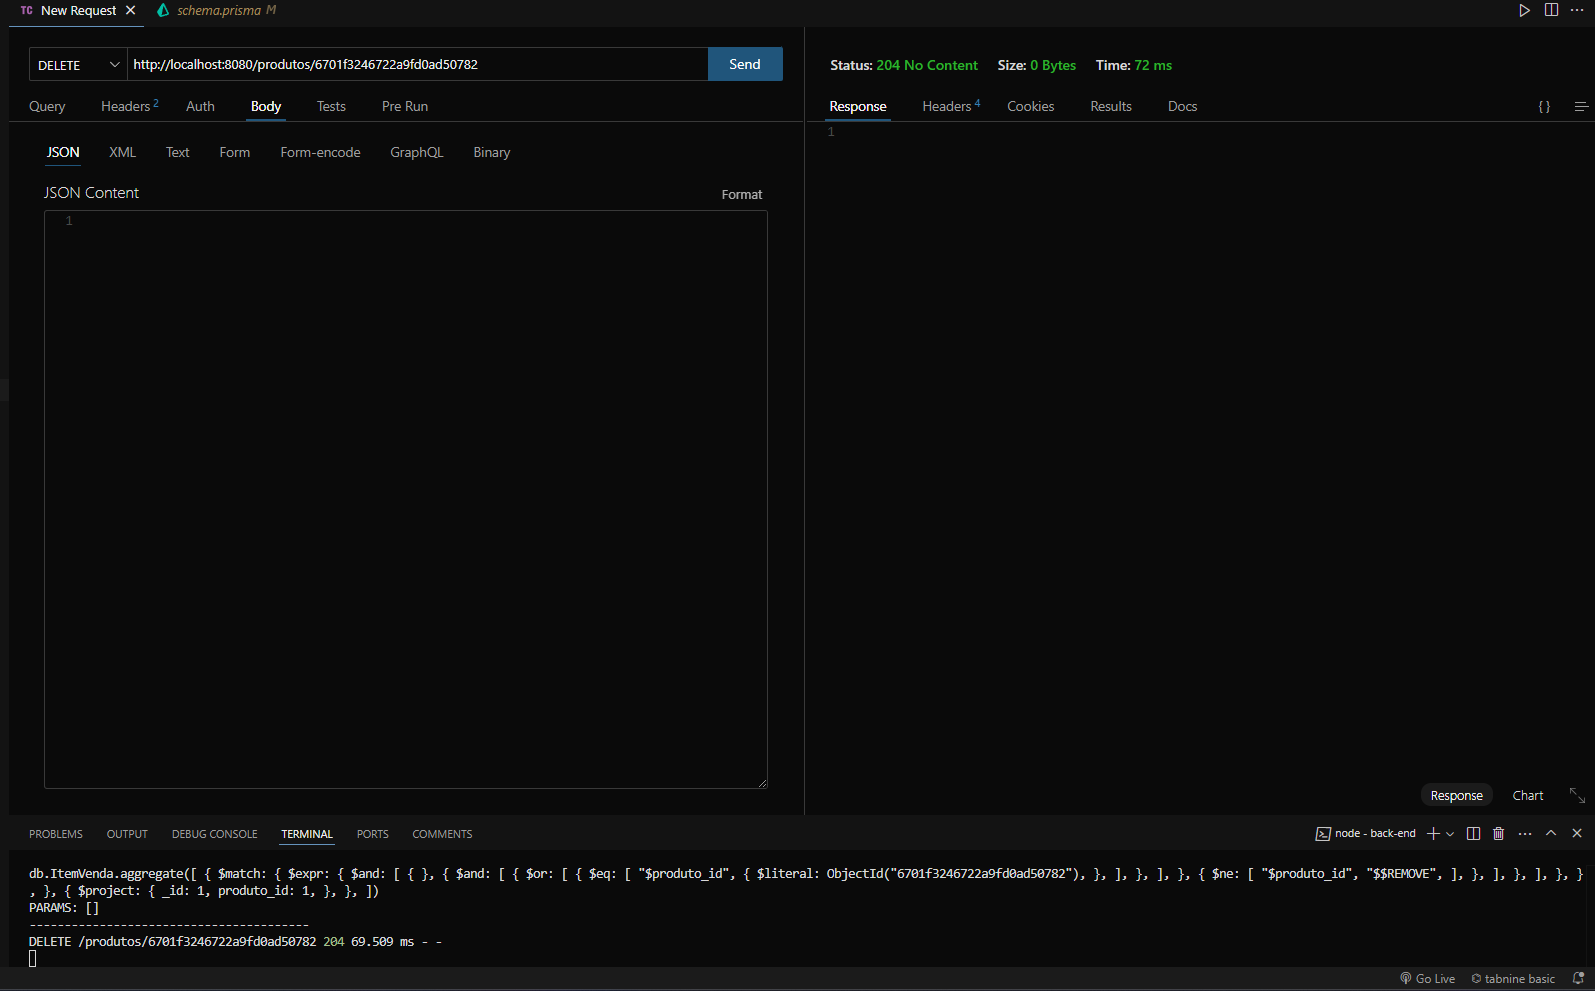 TC New Request schema.prisma M
DELETE http://localhost:8080/produtos/6701f3246722a9fd0ad50782 Send
Query Headers 2 Auth Body Tests Pre Run
JSON XML Text Form Form-encode GraphQL Binary
JSON Content Format
1
Status: 204 No Content Size: 0 Bytes Time: 72 ms
Response Headers 4 Cookies Results Docs { }
1
Response Chart
PROBLEMS OUTPUT DEBUG CONSOLE TERMINAL PORTS COMMENTS node - back-end
db.ItemVenda.aggregate([ { $match: { $expr: { $and: [ { }, { $and: [ { $or: [ { $eq: [ "$produto_id", { $literal: ObjectId("6701f3246722a9fd0ad50782"), }, ], }, ], }, { $ne: [ "$produto_id", "$$REMOVE", ], }, ], }, ], }, }
, }, { $project: { _id: 1, produto_id: 1, }, }, ])
PARAMS: []
----------------------------------------
DELETE /produtos/6701f3246722a9fd0ad50782 204 69.509 ms - -
Go Live tabnine basic